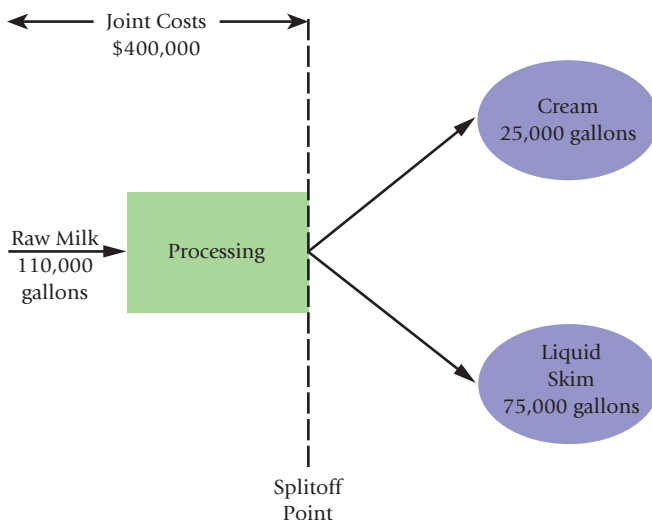 Joint Costs
$400,000
Cream
25,000 gallons
Raw Milk
110,000
gallons
Processing
Liquid
Skim
75,000 gallons
Splitoff
Point